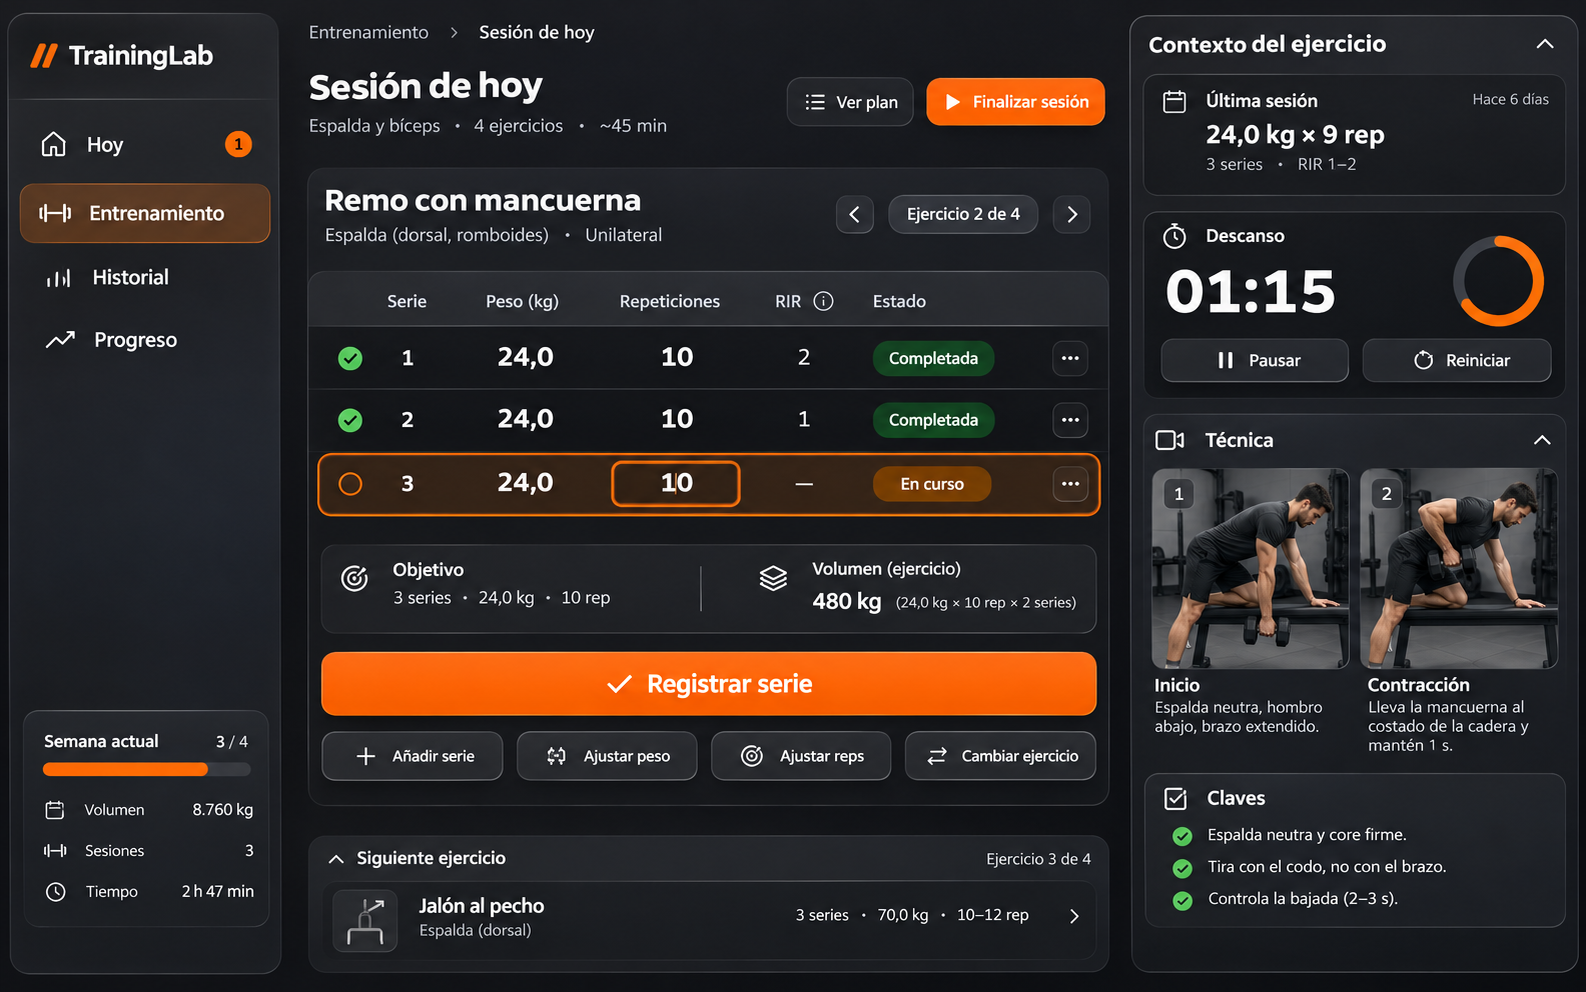 TrainingLab
Hoy 1
Entrenamiento
Historial
Progreso
Semana actual 3 / 4
Volumen 8.760 kg
Sesiones 3
Tiempo 2 h 47 min
Entrenamiento > Sesión de hoy
Sesión de hoy
Espalda y bíceps • 4 ejercicios • ~45 min
Ver plan
Finalizar sesión
Remo con mancuerna
Espalda (dorsal, romboides) • Unilateral
Ejercicio 2 de 4
Serie Peso (kg) Repeticiones RIR Estado
1 24,0 10 2 Completada
2 24,0 10 1 Completada
3 24,0 10 — En curso
Objetivo
3 series • 24,0 kg • 10 rep
Volumen (ejercicio)
480 kg (24,0 kg × 10 rep × 2 series)
Registrar serie
Añadir serie
Ajustar peso
Ajustar reps
Cambiar ejercicio
Siguiente ejercicio Ejercicio 3 de 4
Jalón al pecho
Espalda (dorsal)
3 series • 70,0 kg • 10–12 rep
Contexto del ejercicio
Última sesión Hace 6 días
24,0 kg × 9 rep
3 series • RIR 1–2
Descanso
01:15
Pausar
Reiniciar
Técnica
1
2
Inicio
Espalda neutra, hombro
abajo, brazo extendido.
Contracción
Lleva la mancuerna al
costado de la cadera y
mantén 1 s.
Claves
Espalda neutra y core firme.
Tira con el codo, no con el brazo.
Controla la bajada (2–3 s).